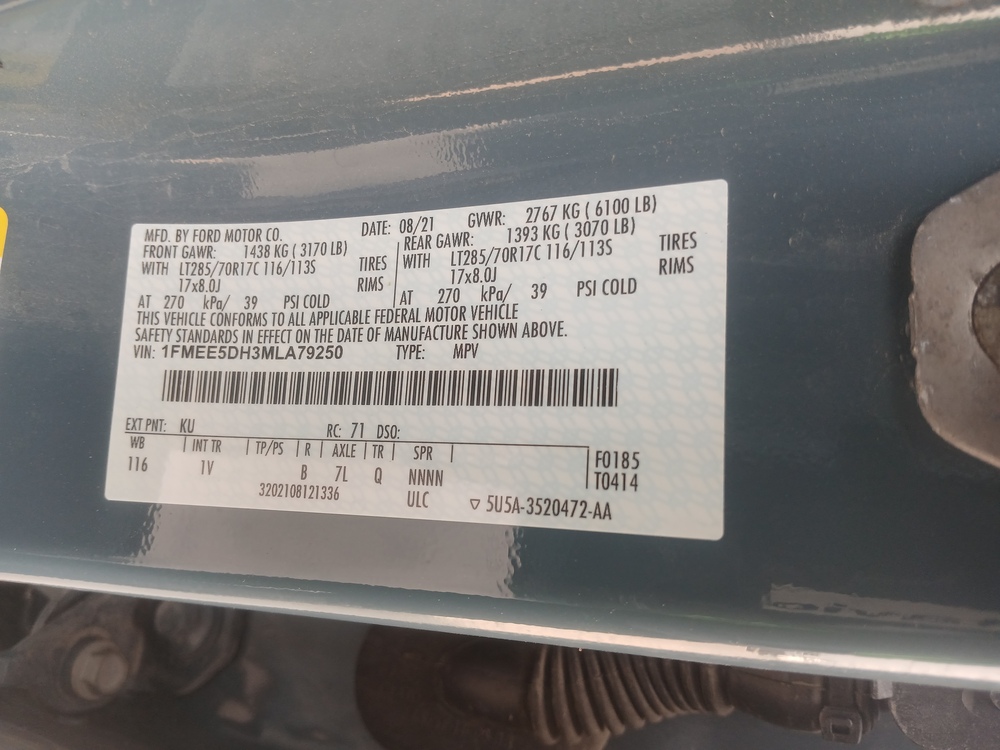 MFD. BY FORD MOTOR CO. DATE: 08/21 GVWR: 2767 KG ( 6100 LB)
FRONT GAWR: 1438 KG ( 3170 LB) REAR GAWR: 1393 KG ( 3070 LB)
WITH LT285/70R17C 116/113S TIRES WITH LT285/70R17C 116/113S TIRES
17x8.0J RIMS 17x8.0J RIMS
AT 270 kPa/ 39 PSI COLD AT 270 kPa/ 39 PSI COLD
THIS VEHICLE CONFORMS TO ALL APPLICABLE FEDERAL MOTOR VEHICLE
SAFETY STANDARDS IN EFFECT ON THE DATE OF MANUFACTURE SHOWN ABOVE.
VIN: 1FMEE5DH3MLA79250 TYPE: MPV
EXT PNT: KU RC: 71 DSO:
WB INT TR TP/PS R AXLE TR SPR F0185
116 1V B 7L Q NNNN T0414
3202108121336 ULC ▽ 5U5A-3520472-AA